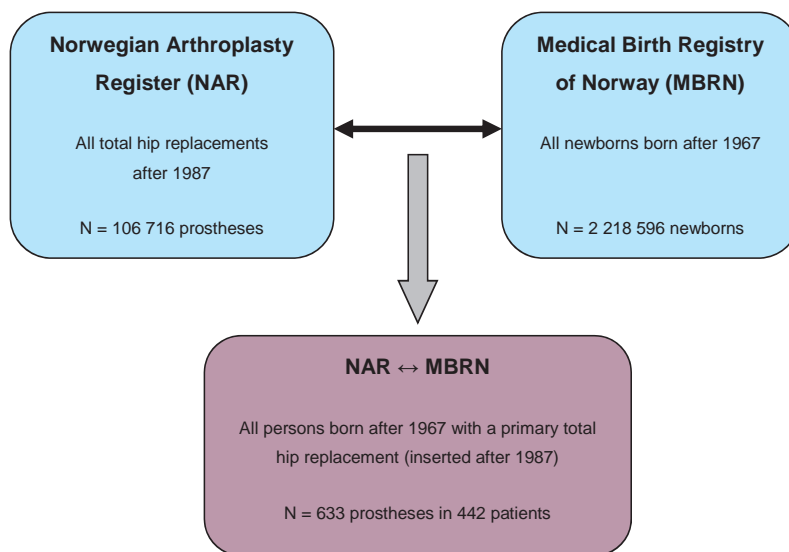 Norwegian Arthroplasty
Register (NAR)
All total hip replacements
after 1987
N = 106 716 prostheses
Medical Birth Registry
of Norway (MBRN)
All newborns born after 1967
N = 2 218 596 newborns
NAR ↔ MBRN
All persons born after 1967 with a primary total
hip replacement (inserted after 1987)
N = 633 prostheses in 442 patients